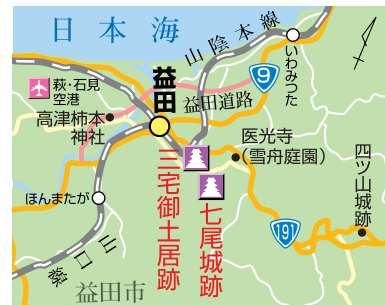 日本海
山陰本線
いわみつた
9
萩・石見
空港
益田
益田道路
高津柿本
神社
医光寺
（雪舟庭園）
四ツ山城跡
三宅御土居跡
七尾城跡
191
ほんまたが
山口線
益田市